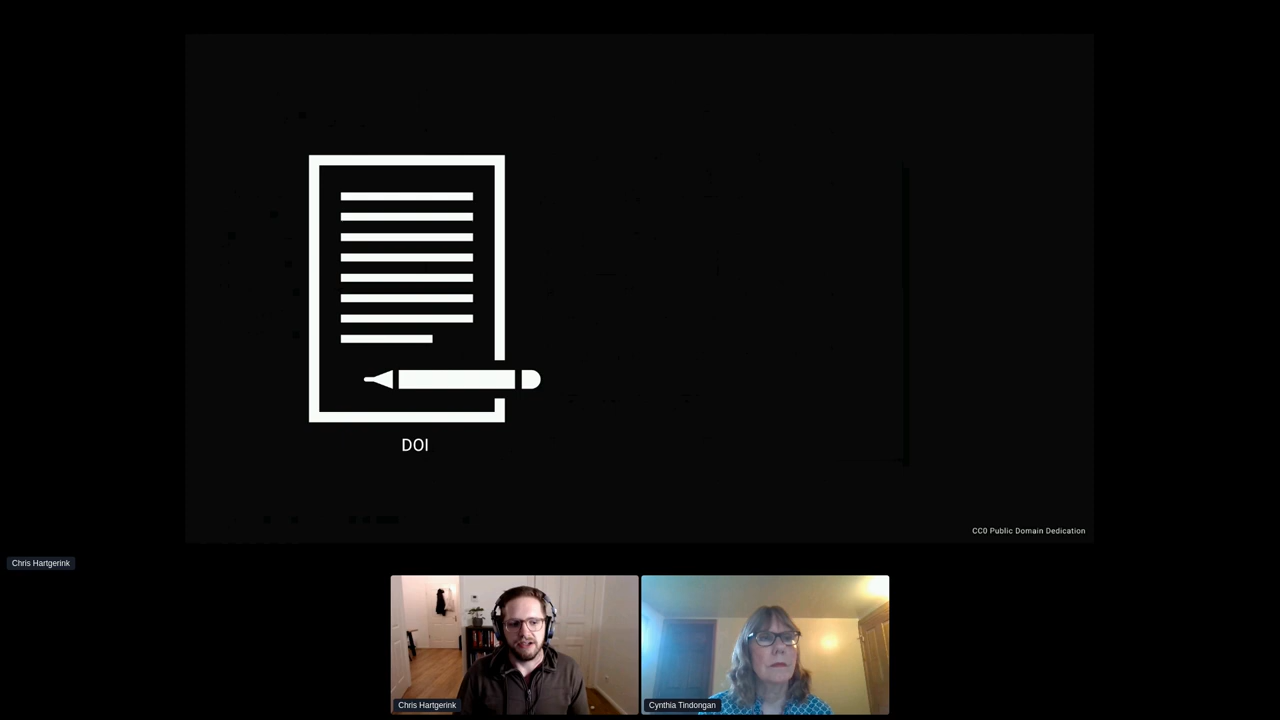 DOI
CC0 Public Domain Dedication
Chris Hartgerink
Chris Hartgerink
Cynthia Tindongan